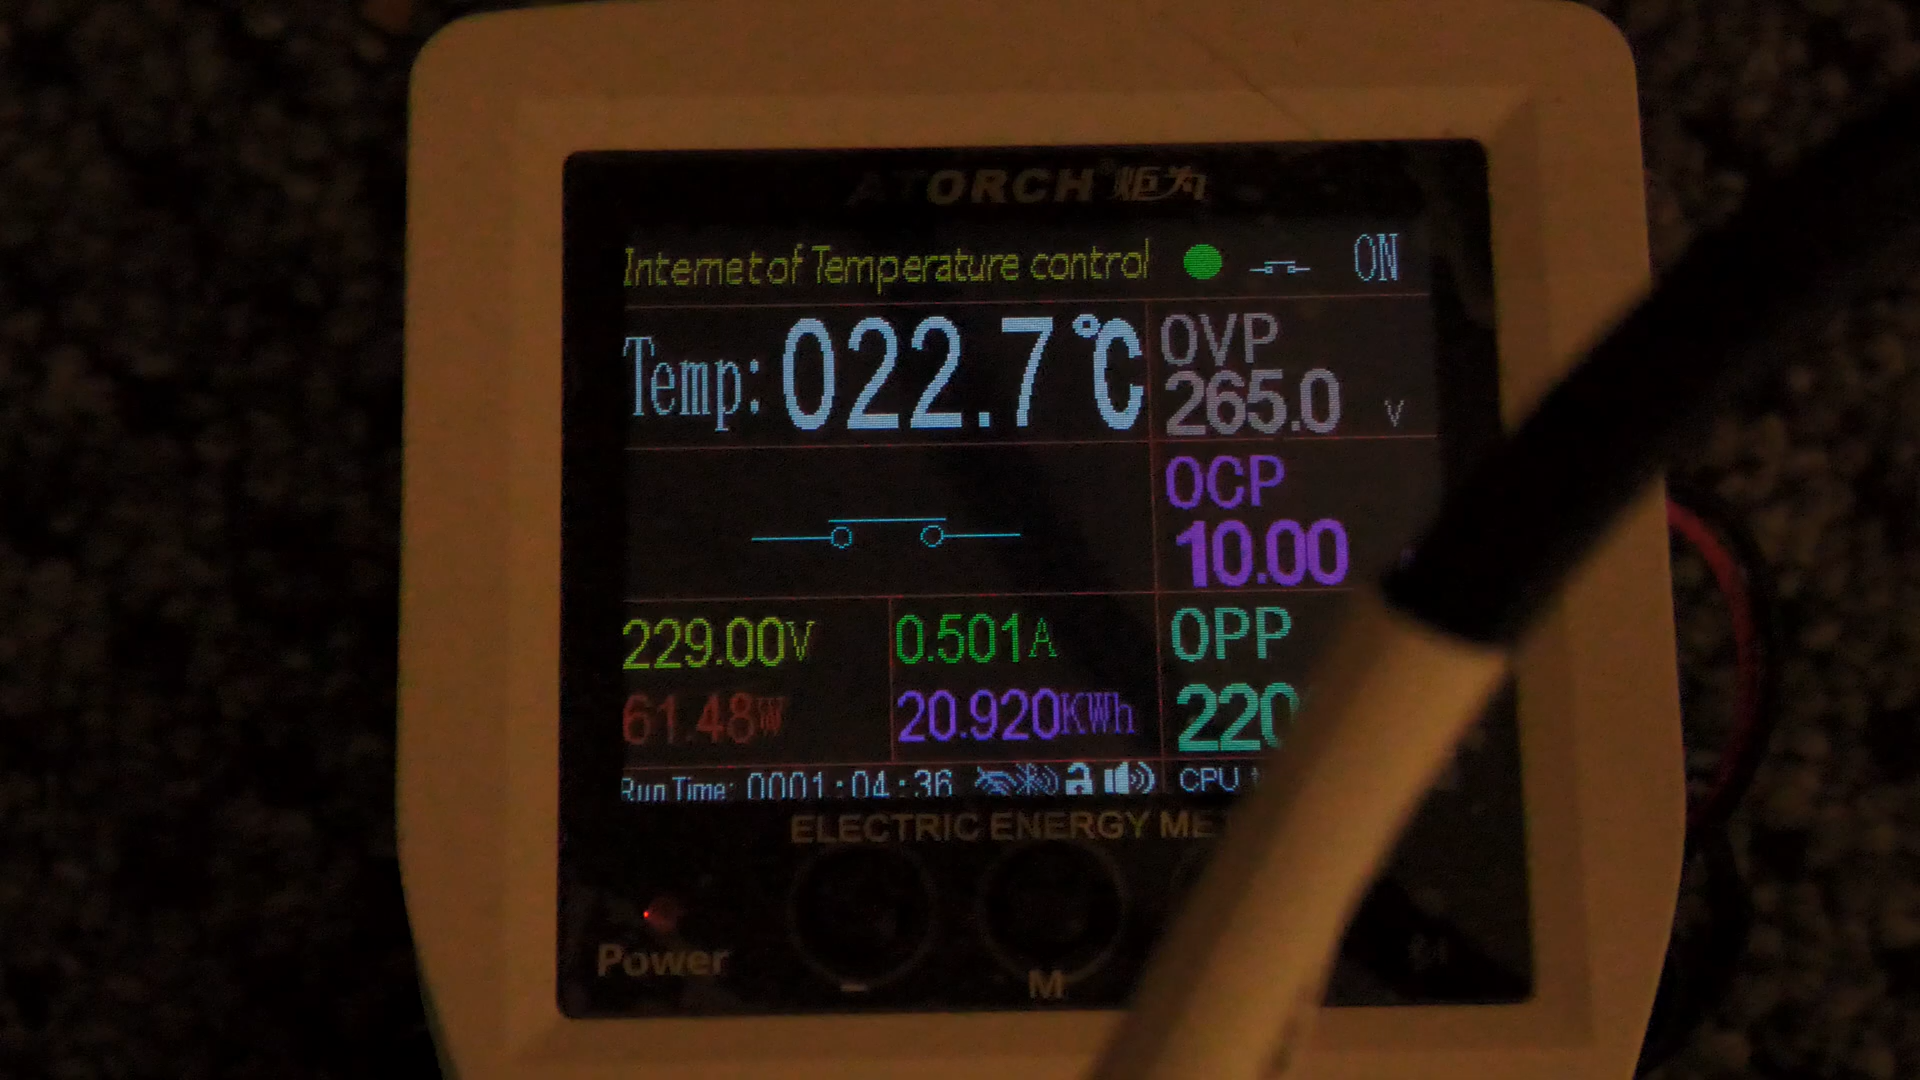 ATORCH®炬为
Internet of Temperature control ON
Temp: 022.7℃
OVP
265.0 V
OCP
10.00
229.00V 0.501A
OPP
61.48W 20.920KWh
220
Run Time: 0001:04:36 CPU
ELECTRIC ENERGY
Power
− M